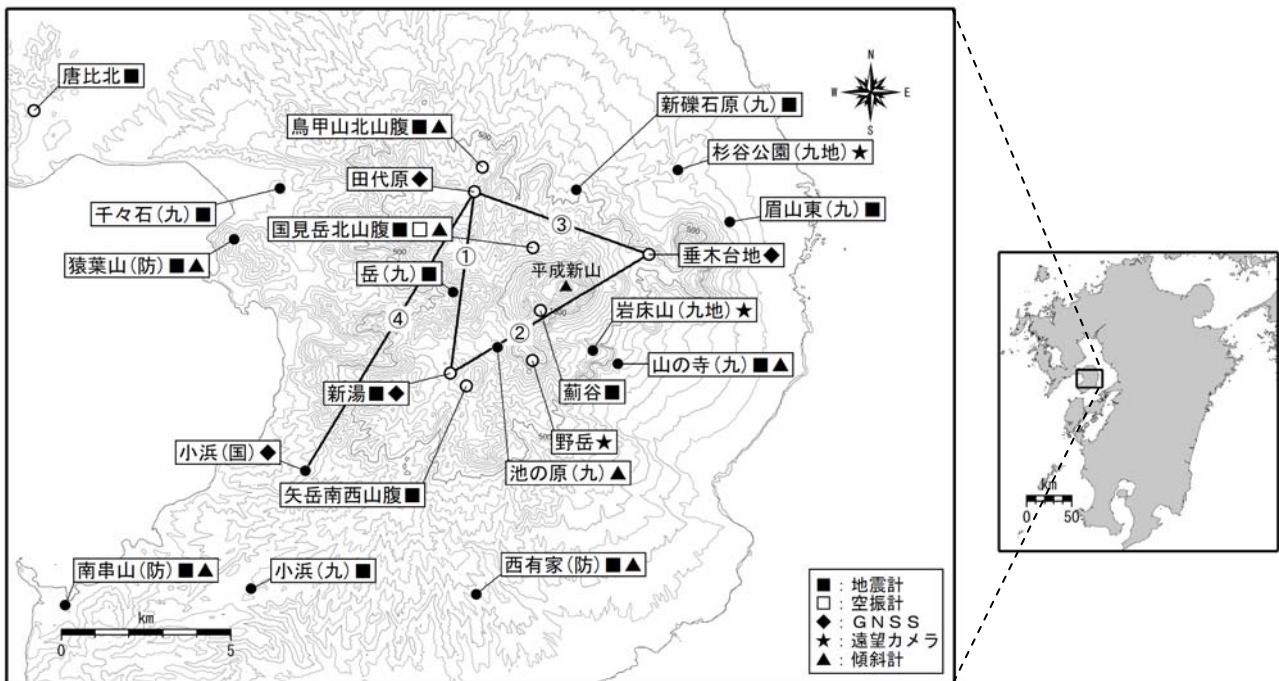 N
W
E
S
唐比北■
鳥甲山北山腹■▲
500
新礫石原(九)■
杉谷公園(九地)★
田代原◆
千々石(九)■
眉山東(九)■
③
国見岳北山腹■□▲
①
猿葉山(防)■▲
垂木台地◆
岳(九)■
平成新山
岩床山(九地)★
④
②
山の寺(九)■▲
新湯■◆
薊谷■
野岳★
小浜(国)◆
池の原(九)▲
矢岳南西山腹■
南串山(防)■▲
小浜(九)■
西有家(防)■▲
km
0
5
■:地震計
□:空振計
◆:GNSS
★:遠望カメラ
▲:傾斜計
km
0
50